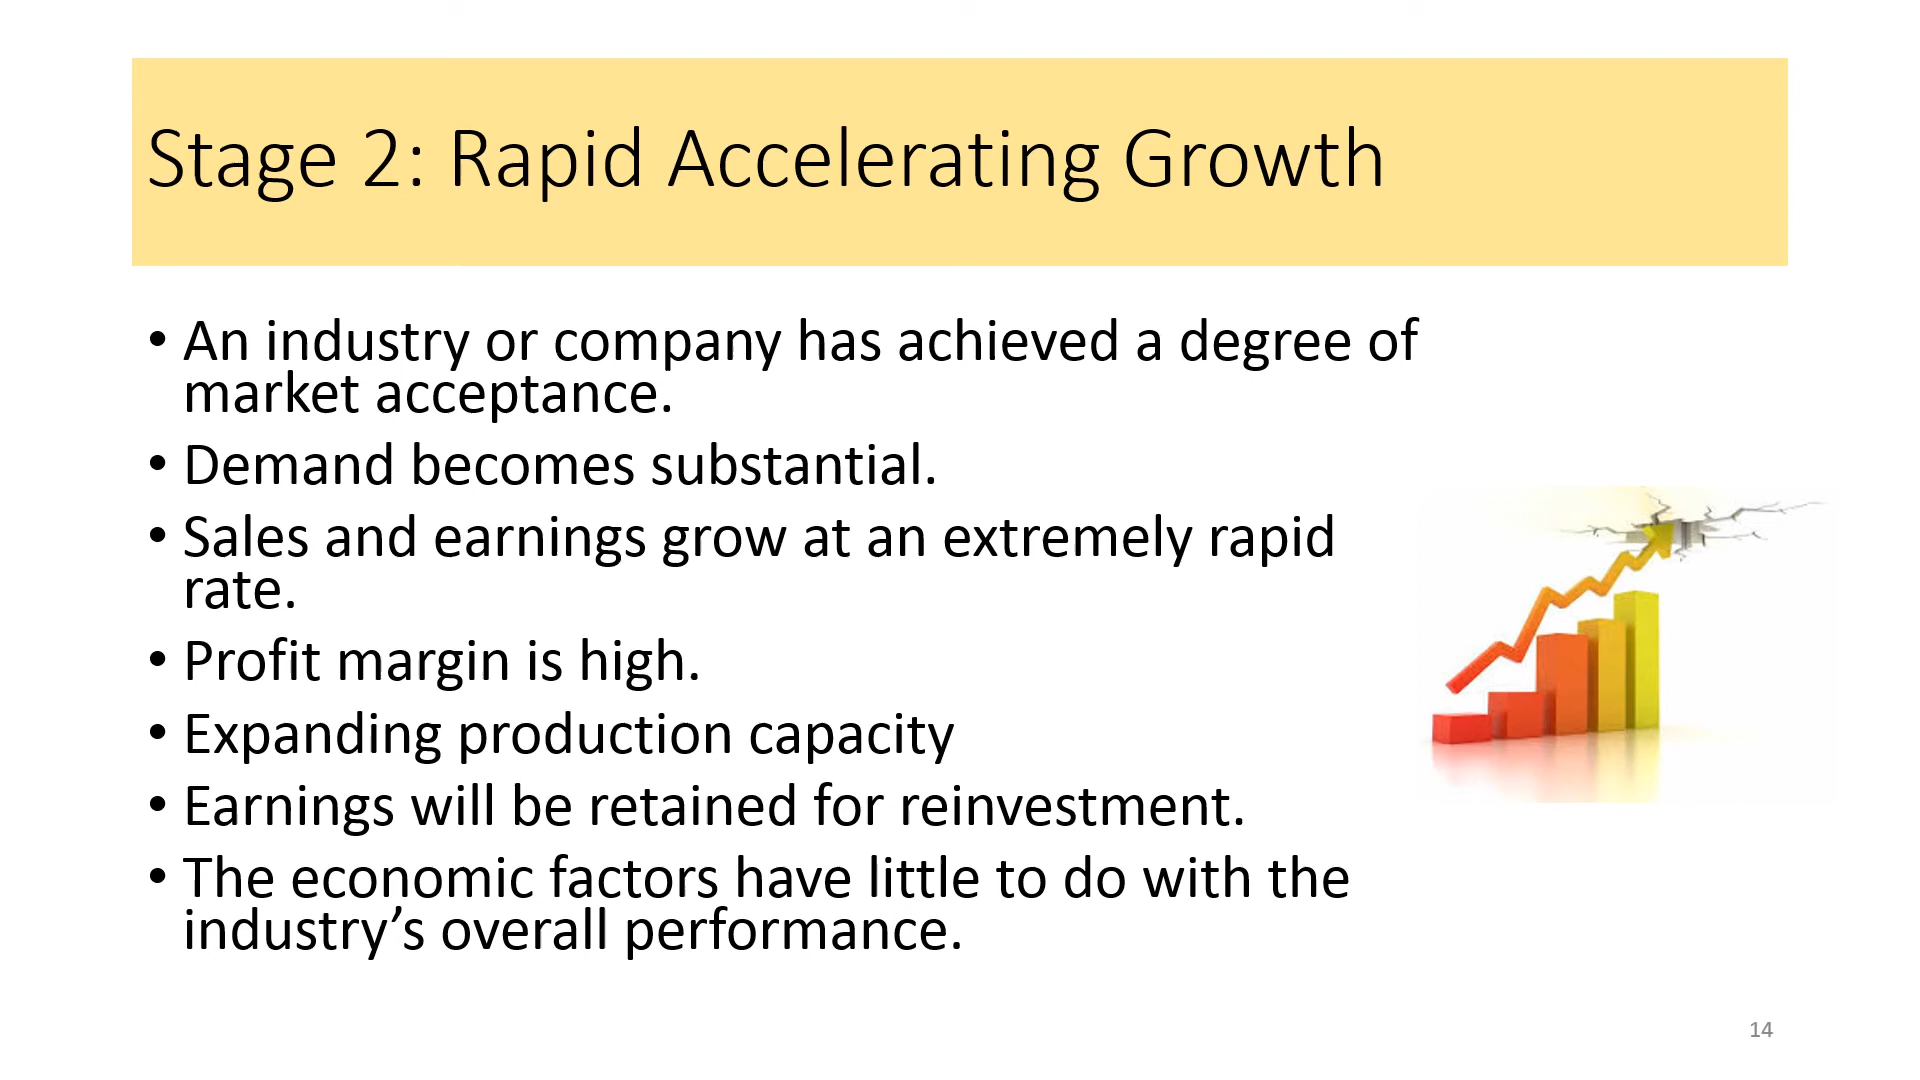 Stage 2: Rapid Accelerating Growth
• An industry or company has achieved a degree of
market acceptance.
• Demand becomes substantial.
• Sales and earnings grow at an extremely rapid
rate.
• Profit margin is high.
• Expanding production capacity
• Earnings will be retained for reinvestment.
• The economic factors have little to do with the
industry’s overall performance.
14